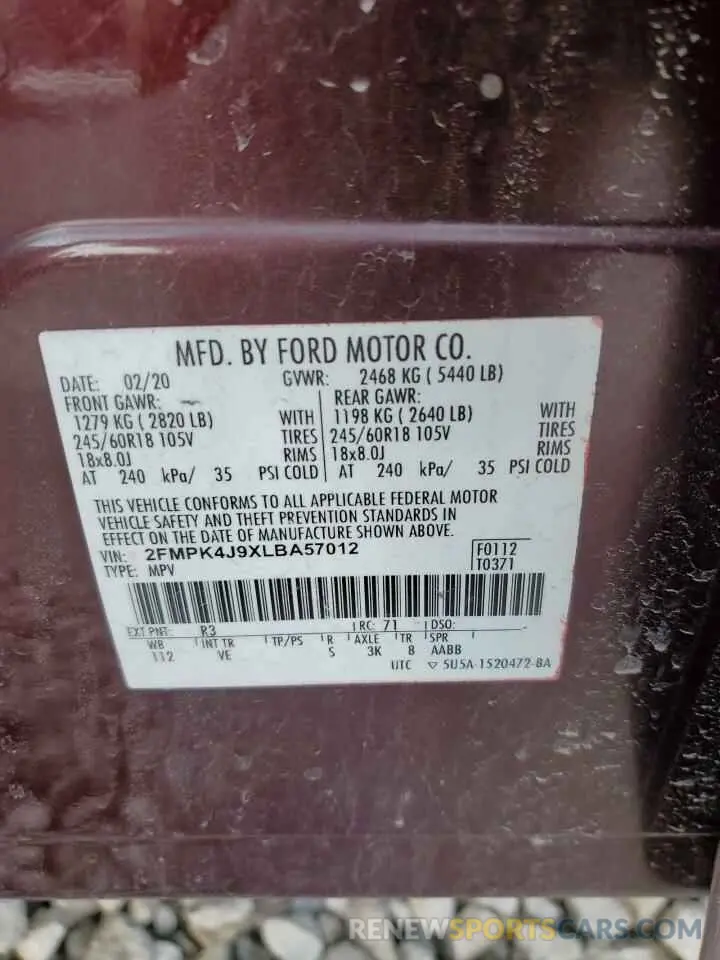 MFD. BY FORD MOTOR CO.
DATE: 02/20 GVWR: 2468 KG ( 5440 LB)
FRONT GAWR: REAR GAWR:
1279 KG ( 2820 LB) WITH 1198 KG ( 2640 LB) WITH
245/60R18 105V TIRES 245/60R18 105V TIRES
18x8.0J RIMS 18x8.0J RIMS
AT 240 kPa/ 35 PSI COLD AT 240 kPa/ 35 PSI COLD
THIS VEHICLE CONFORMS TO ALL APPLICABLE FEDERAL MOTOR
VEHICLE SAFETY AND THEFT PREVENTION STANDARDS IN
EFFECT ON THE DATE OF MANUFACTURE SHOWN ABOVE.
VIN: 2FMPK4J9XLBA57012 F0112
TYPE: MPV T0371
EXT PNT: R3 RC: 71 DSO:
WB INT TR TP/PS R AXLE TR SPR
112 VE S 3K 8 AABB
UTC ▽ 5U5A-1520472-BA
RENEWSPORTSCARS.COM